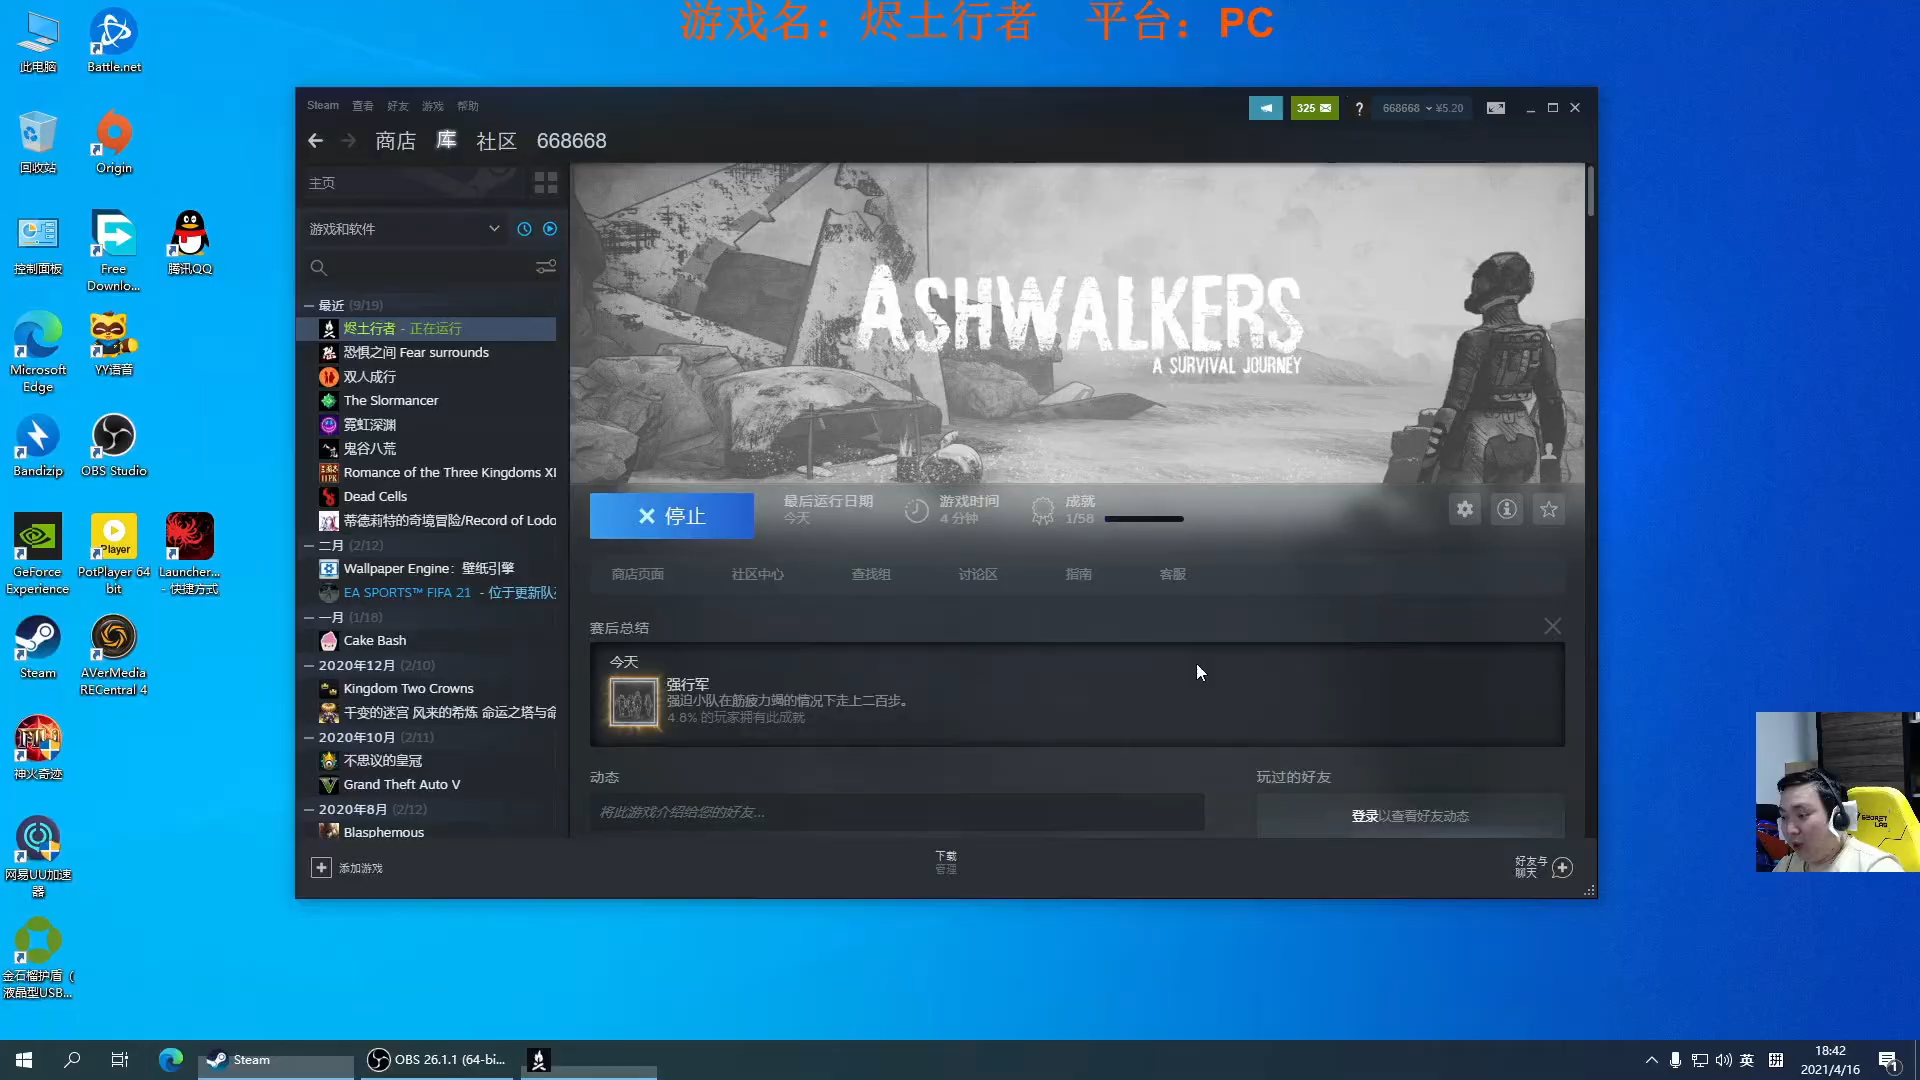 游戏名：烬土行者 平台：PC
此电脑
Battle.net
回收站
Origin
控制面板
Free Downlo...
腾讯QQ
Microsoft Edge
YY语音
Bandizip
OBS Studio
GeForce Experience
PotPlayer 64 bit
Launcher... - 快捷方式
Steam
AVerMedia RECentral 4
神火奇迹
网易UU加速器
金石榴护盾（液晶型USB...
Steam 查看 好友 游戏 帮助
325
?
668668 ¥5.20
商店 库 社区 668668
主页
游戏和软件
最近 (9/19)
烬土行者 - 正在运行
恐惧之间 Fear surrounds
双人成行
The Slormancer
霓虹深渊
鬼谷八荒
Romance of the Three Kingdoms XI
Dead Cells
蒂德莉特的奇境冒险/Record of Lodo
二月 (2/12)
Wallpaper Engine：壁纸引擎
EA SPORTS™ FIFA 21 - 位于更新队
一月 (1/18)
Cake Bash
2020年12月 (2/10)
Kingdom Two Crowns
千变的迷宫 风来的希炼 命运之塔与命
2020年10月 (2/11)
不思议的皇冠
Grand Theft Auto V
2020年8月 (2/12)
Blasphemous
添加游戏
ASHWALKERS
A SURVIVAL JOURNEY
停止
最后运行日期
今天
游戏时间
4 分钟
成就
1/58
商店页面 社区中心 查找组 讨论区 指南 客服
赛后总结
今天
强行军
强迫小队在筋疲力竭的情况下走上二百步。
4.8% 的玩家拥有此成就
动态
将此游戏介绍给您的好友...
玩过的好友
登录以查看好友动态
下载
管理
好友与
聊天
Steam
OBS 26.1.1 (64-bi...
英
拼
18:42
2021/4/16
1